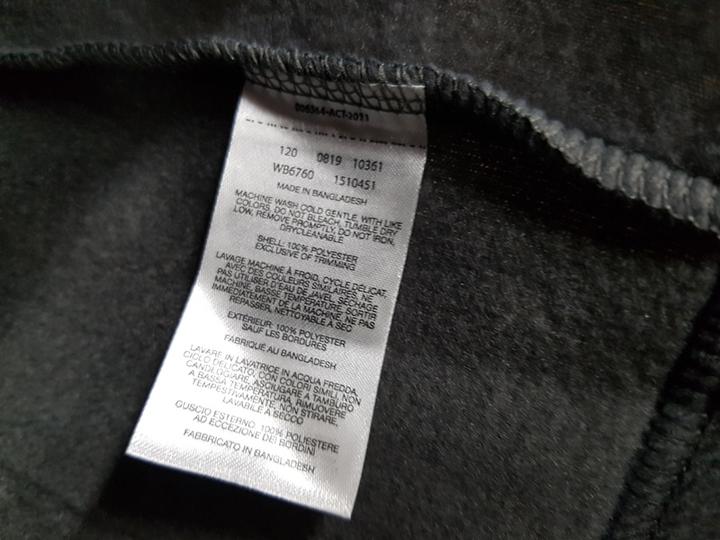 006564-ACT-2011
120 0819 10361
WB6760 1510451
MADE IN BANGLADESH
MACHINE WASH COLD GENTLE, WITH LIKE
COLORS, DO NOT BLEACH, TUMBLE DRY
LOW, REMOVE PROMPTLY, DO NOT IRON,
DRYCLEANABLE
SHELL: 100% POLYESTER
EXCLUSIVE OF TRIMMING
LAVAGE MACHINE À FROID, CYCLE DÉLICAT,
AVEC DES COULEURS SIMILAIRES, NE
PAS UTILISER D'EAU DE JAVEL, SÉCHAGE
MACHINE, BASSE TEMPÉRATURE, SORTIR
IMMÉDIATEMENT DE LA MACHINE, NE PAS
REPASSER, NETTOYABLE À SEC
EXTÉRIEUR: 100% POLYESTER
SAUF LES BORDURES
FABRIQUÉ AU BANGLADESH
LAVARE IN LAVATRICE IN ACQUA FREDDA,
CICLO DELICATO, CON COLORI SIMILI, NON
CANDEGGIARE, ASCIUGARE A TAMBURO
A BASSA TEMPERATURA, RIMUOVERE
TEMPESTIVAMENTE, NON STIRARE,
LAVABILE A SECCO
GUSCIO ESTERNO: 100% POLIESTERE
AD ECCEZIONE DEI BORDINI
FABBRICATO IN BANGLADESH